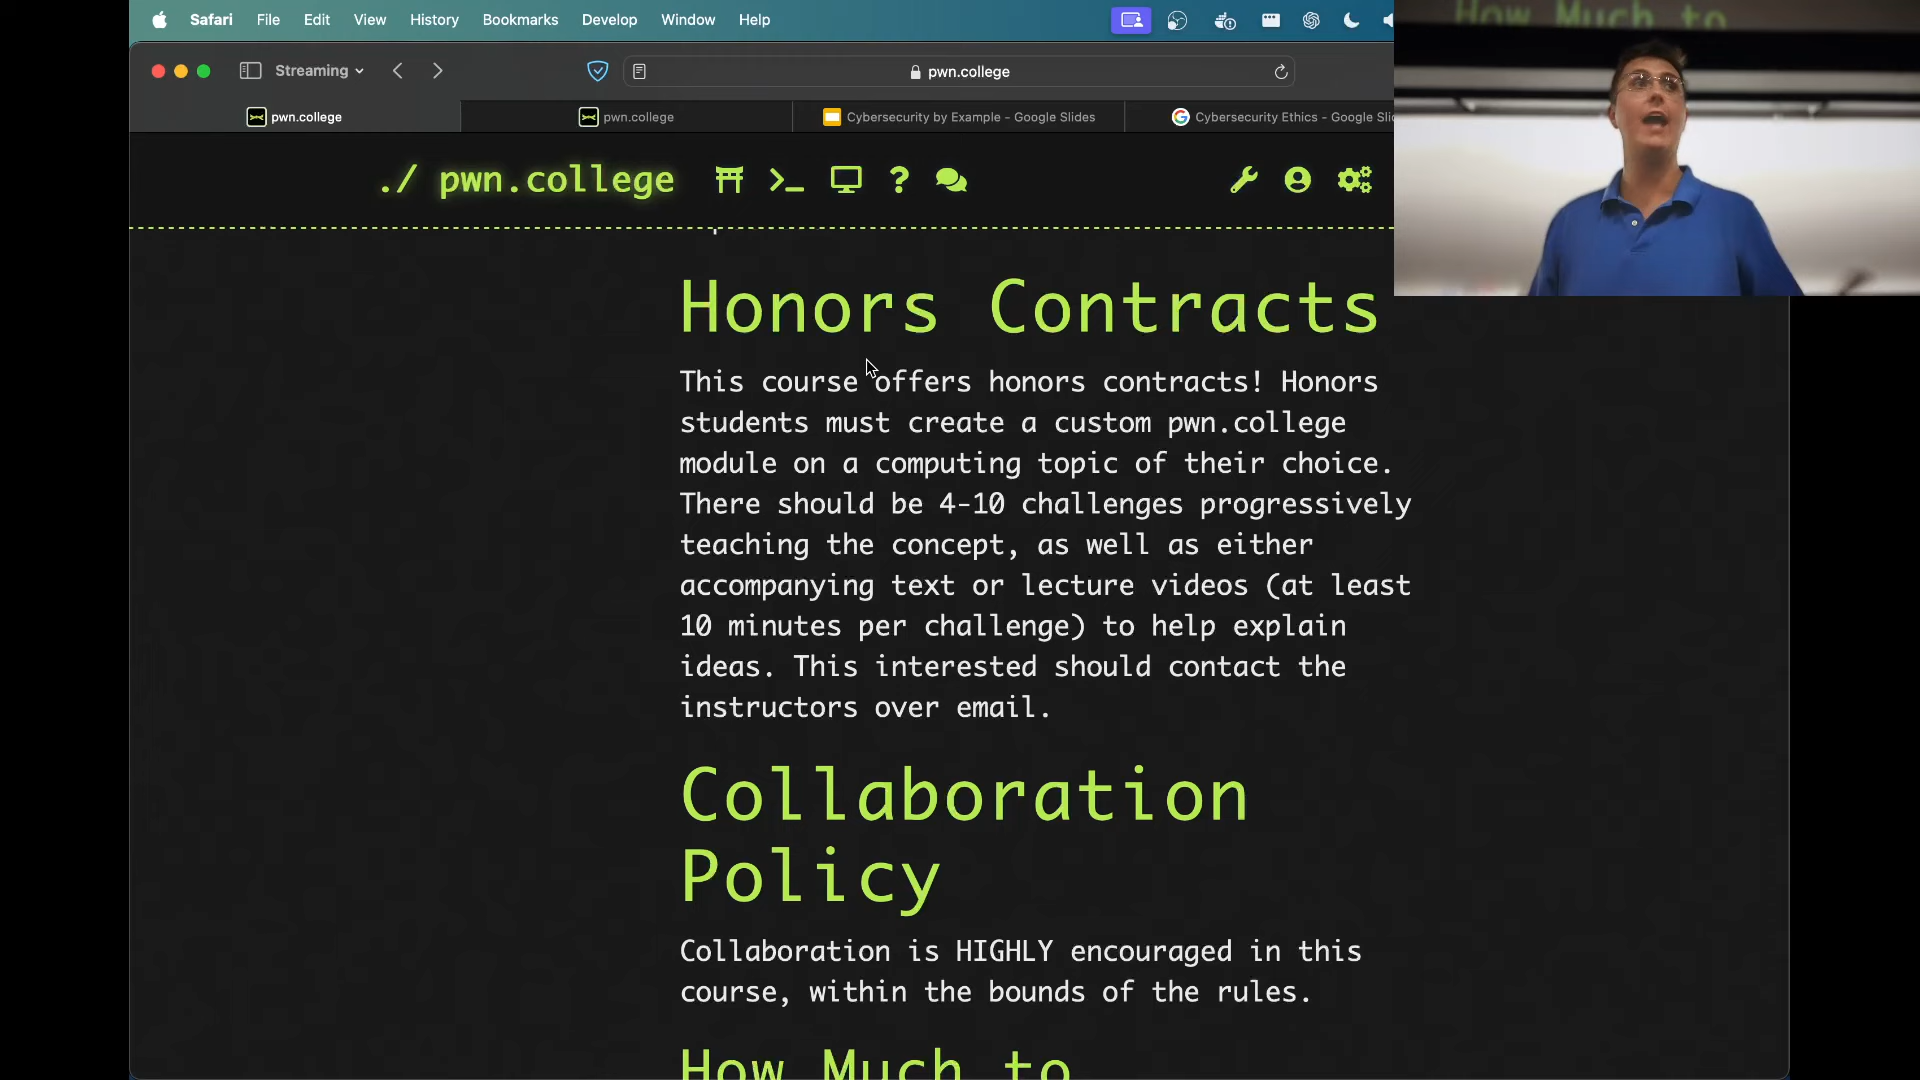 Safari File Edit View History Bookmarks Develop Window Help
How Much to
Streaming
pwn.college
pwn.college
pwn.college
Cybersecurity by Example - Google Slides
Cybersecurity Ethics - Google Slid
./ pwn.college
Honors Contracts
This course offers honors contracts! Honors
students must create a custom pwn.college
module on a computing topic of their choice.
There should be 4-10 challenges progressively
teaching the concept, as well as either
accompanying text or lecture videos (at least
10 minutes per challenge) to help explain
ideas. This interested should contact the
instructors over email.
Collaboration
Policy
Collaboration is HIGHLY encouraged in this
course, within the bounds of the rules.
How Much to